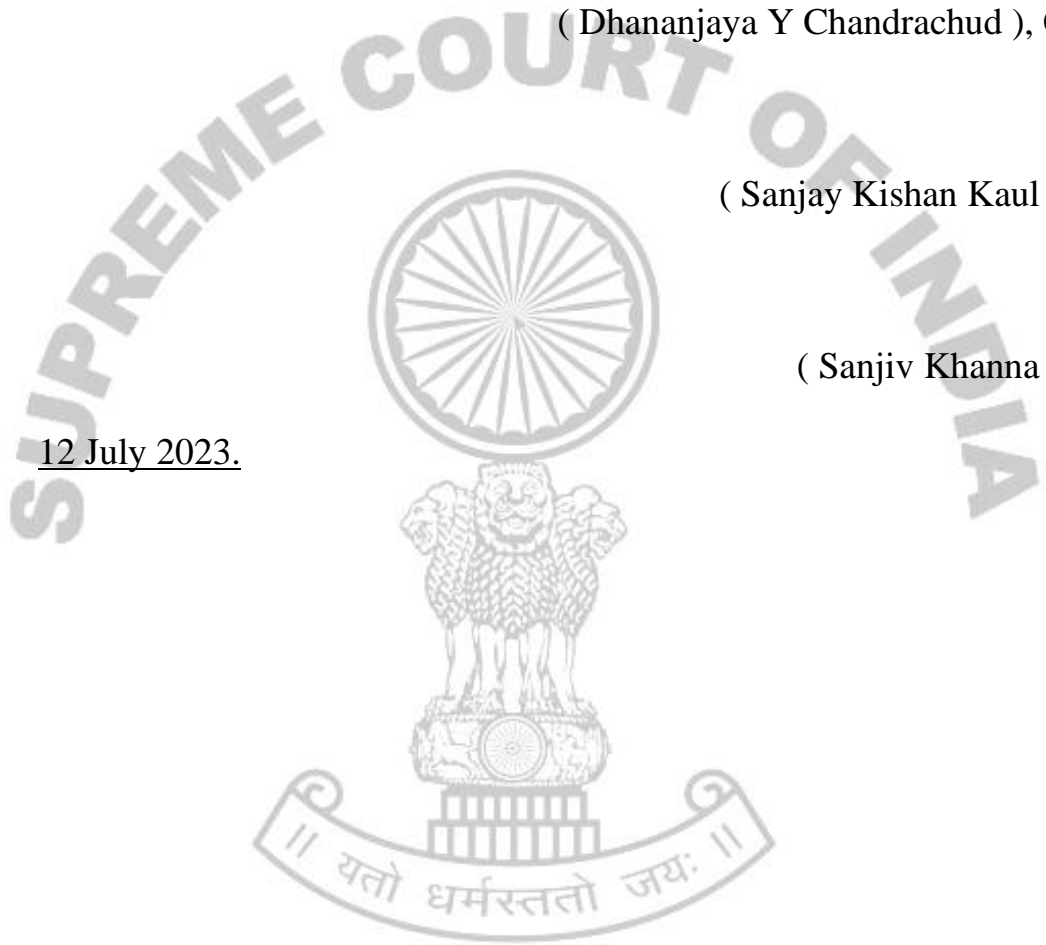 ( Dhananjaya Y Chandrachud ),
( Sanjay Kishan Kaul
( Sanjiv Khanna
12 July 2023.
SUPREME COURT OF INDIA
॥ यतो धर्मस्ततो जयः ॥